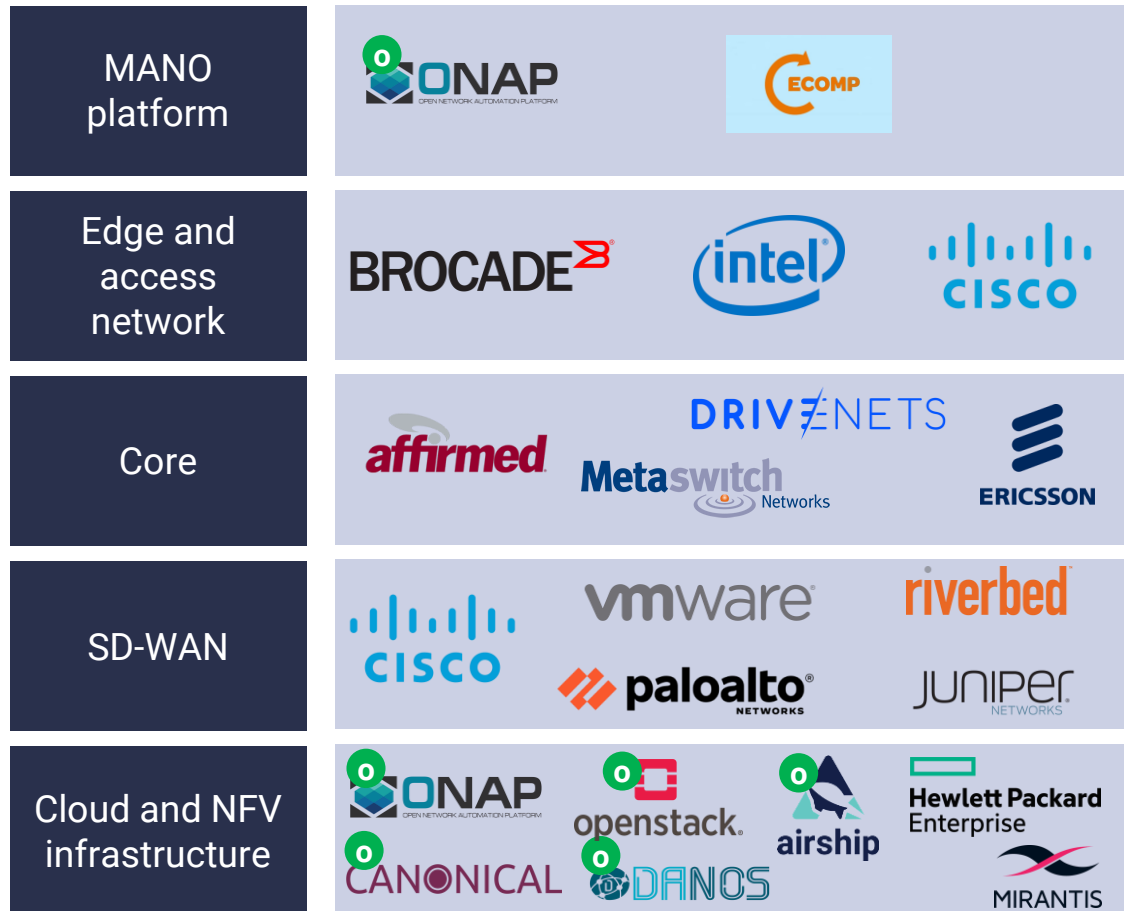 MANO
platform
o
ONAP
OPEN NETWORK AUTOMATION PLATFORM
ECOMP
Edge and
access
network
BROCADE
intel
CISCO
Core
affirmed
DRIVENETS
Metaswitch
Networks
ERICSSON
SD-WAN
CISCO
vmware
riverbed
paloalto
NETWORKS
JUNIPER
NETWORKS
Cloud and NFV
infrastructure
o
ONAP
OPEN NETWORK AUTOMATION PLATFORM
o
openstack.
o
airship
Hewlett Packard
Enterprise
o
CANONICAL
o
DANOS
MIRANTIS